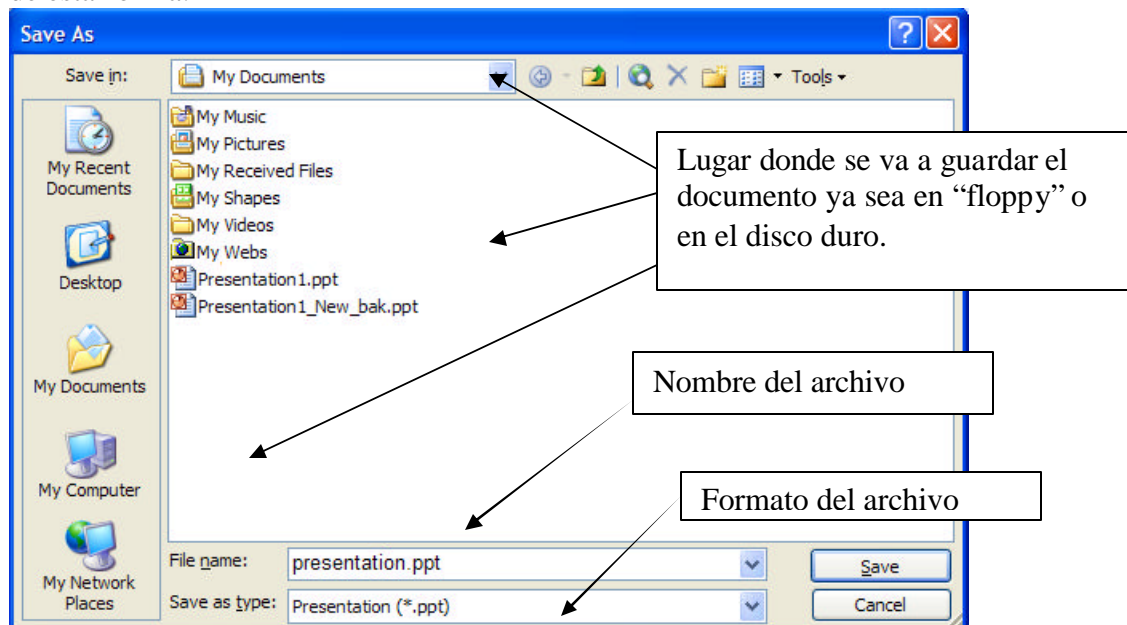 Save As
Save in:
My Documents
Tools
My Recent
Documents
Desktop
My Documents
My Computer
My Network
Places
My Music
My Pictures
My Received Files
My Shapes
My Videos
My Webs
Presentation1.ppt
Presentation1_New_bak.ppt
Lugar donde se va a guardar el
documento ya sea en “floppy” o
en el disco duro.
Nombre del archivo
Formato del archivo
File name:
presentation.ppt
Save
Save as type:
Presentation (*.ppt)
Cancel